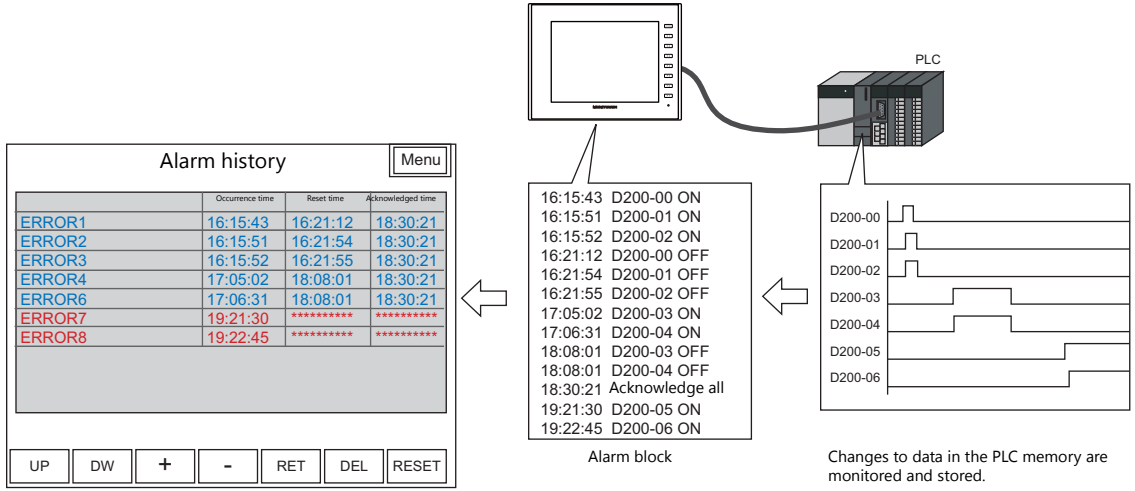 PLC
Alarm history
Menu
Occurrence time Reset time Acknowledged time
ERROR1 16:15:43 16:21:12 18:30:21
ERROR2 16:15:51 16:21:54 18:30:21
ERROR3 16:15:52 16:21:55 18:30:21
ERROR4 17:05:02 18:08:01 18:30:21
ERROR6 17:06:31 18:08:01 18:30:21
ERROR7 19:21:30 ********** **********
ERROR8 19:22:45 ********** **********
UP DW + - RET DEL RESET
16:15:43 D200-00 ON
16:15:51 D200-01 ON
16:15:52 D200-02 ON
16:21:12 D200-00 OFF
16:21:54 D200-01 OFF
16:21:55 D200-02 OFF
17:05:02 D200-03 ON
17:06:31 D200-04 ON
18:08:01 D200-03 OFF
18:08:01 D200-04 OFF
18:30:21 Acknowledge all
19:21:30 D200-05 ON
19:22:45 D200-06 ON
Alarm block
D200-00
D200-01
D200-02
D200-03
D200-04
D200-05
D200-06
Changes to data in the PLC memory are
monitored and stored.